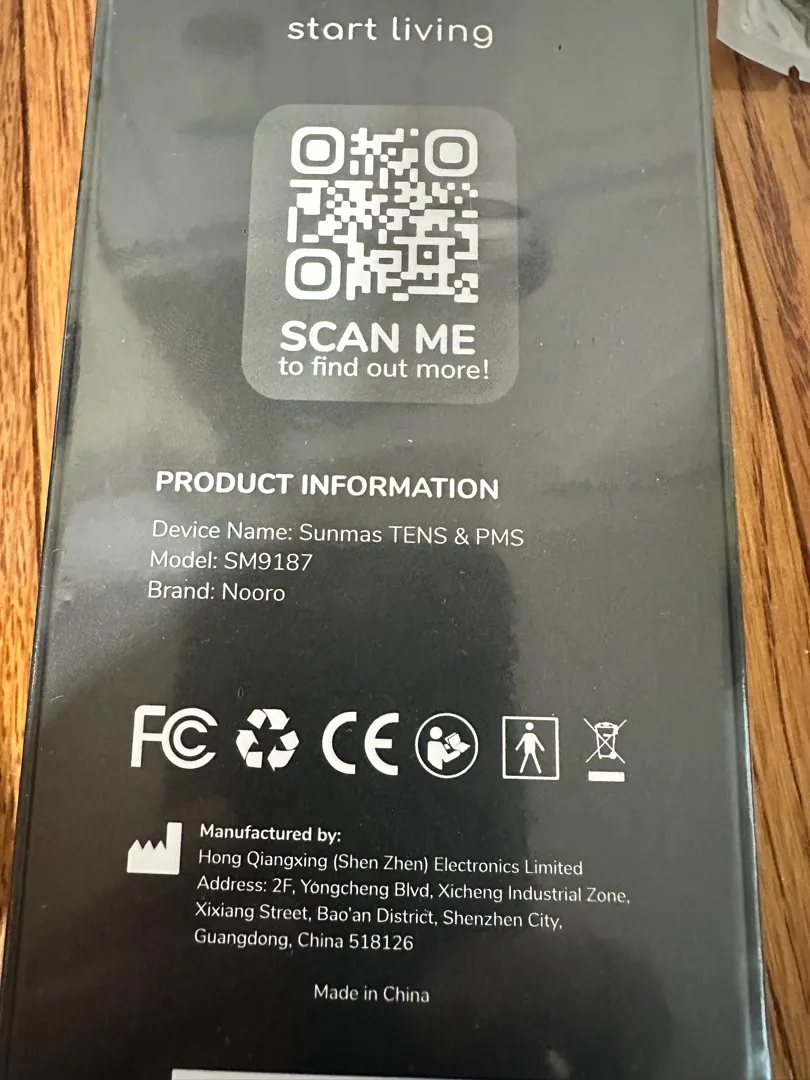 start living
SCAN ME
to find out more!
PRODUCT INFORMATION
Device Name: Sunmas TENS & PMS
Model: SM9187
Brand: Nooro
FC CE
Manufactured by:
Hong Qiangxing (Shen Zhen) Electronics Limited
Address: 2F, Yongcheng Blvd, Xicheng Industrial Zone,
Xixiang Street, Bao'an District, Shenzhen City,
Guangdong, China 518126
Made in China